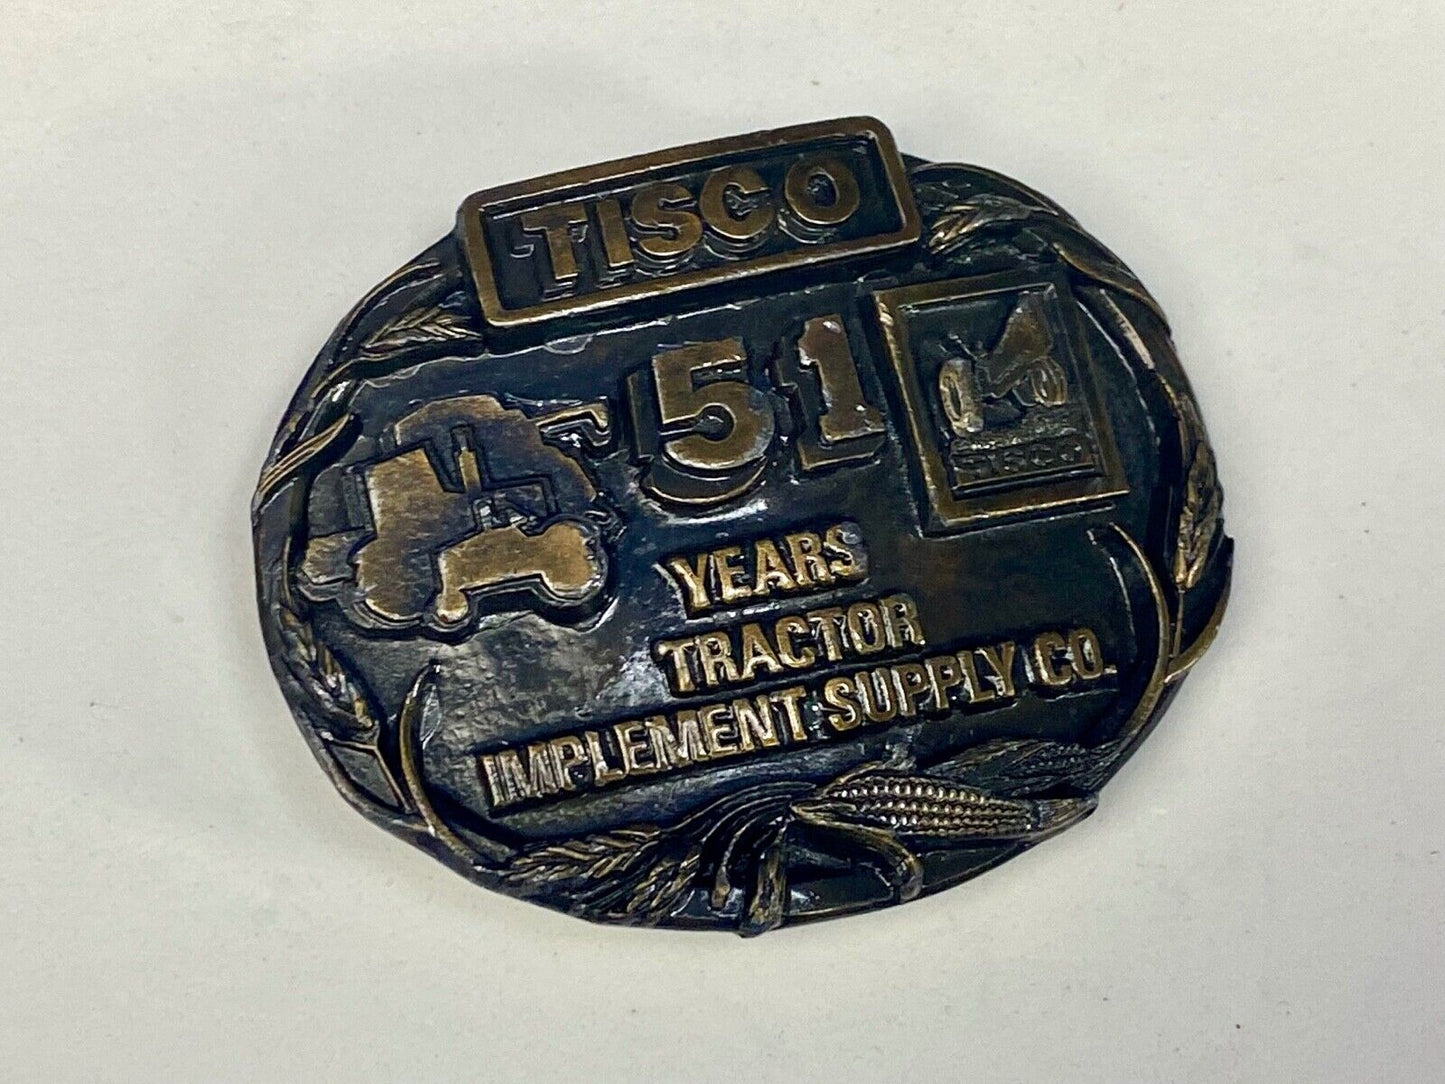 TISCO
51
TISCO
YEARS
TRACTOR
IMPLEMENT SUPPLY CO.